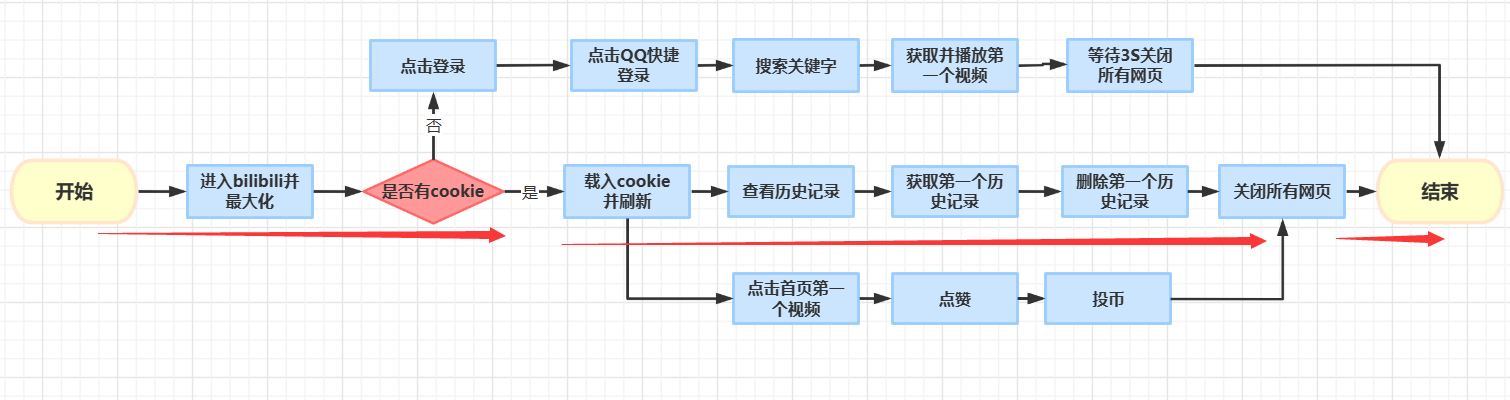 点击登录
点击QQ快捷
登录
搜索关键字
获取并播放第
一个视频
等待3S关闭
所有网页
否
开始
进入bilibili并
最大化
是否有cookie
是
载入cookie
并刷新
查看历史记录
获取第一个历
史记录
删除第一个历
史记录
关闭所有网页
结束
点击首页第一
个视频
点赞
投币